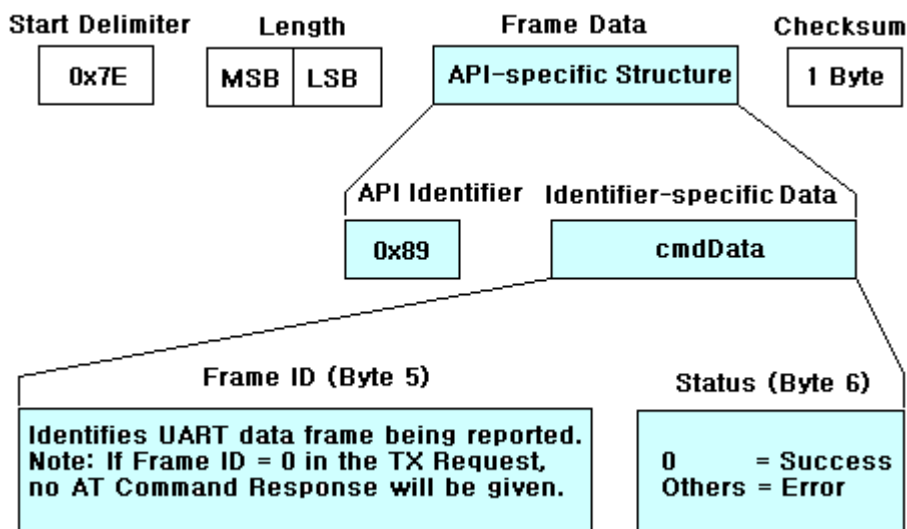 Start Delimiter Length Frame Data Checksum
0x7E MSB LSB API-specific Structure 1 Byte
API Identifier Identifier-specific Data
0x89 cmdData
Frame ID (Byte 5) Status (Byte 6)
Identifies UART data frame being reported.
Note: If Frame ID = 0 in the TX Request,
no AT Command Response will be given.
0 = Success
Others = Error